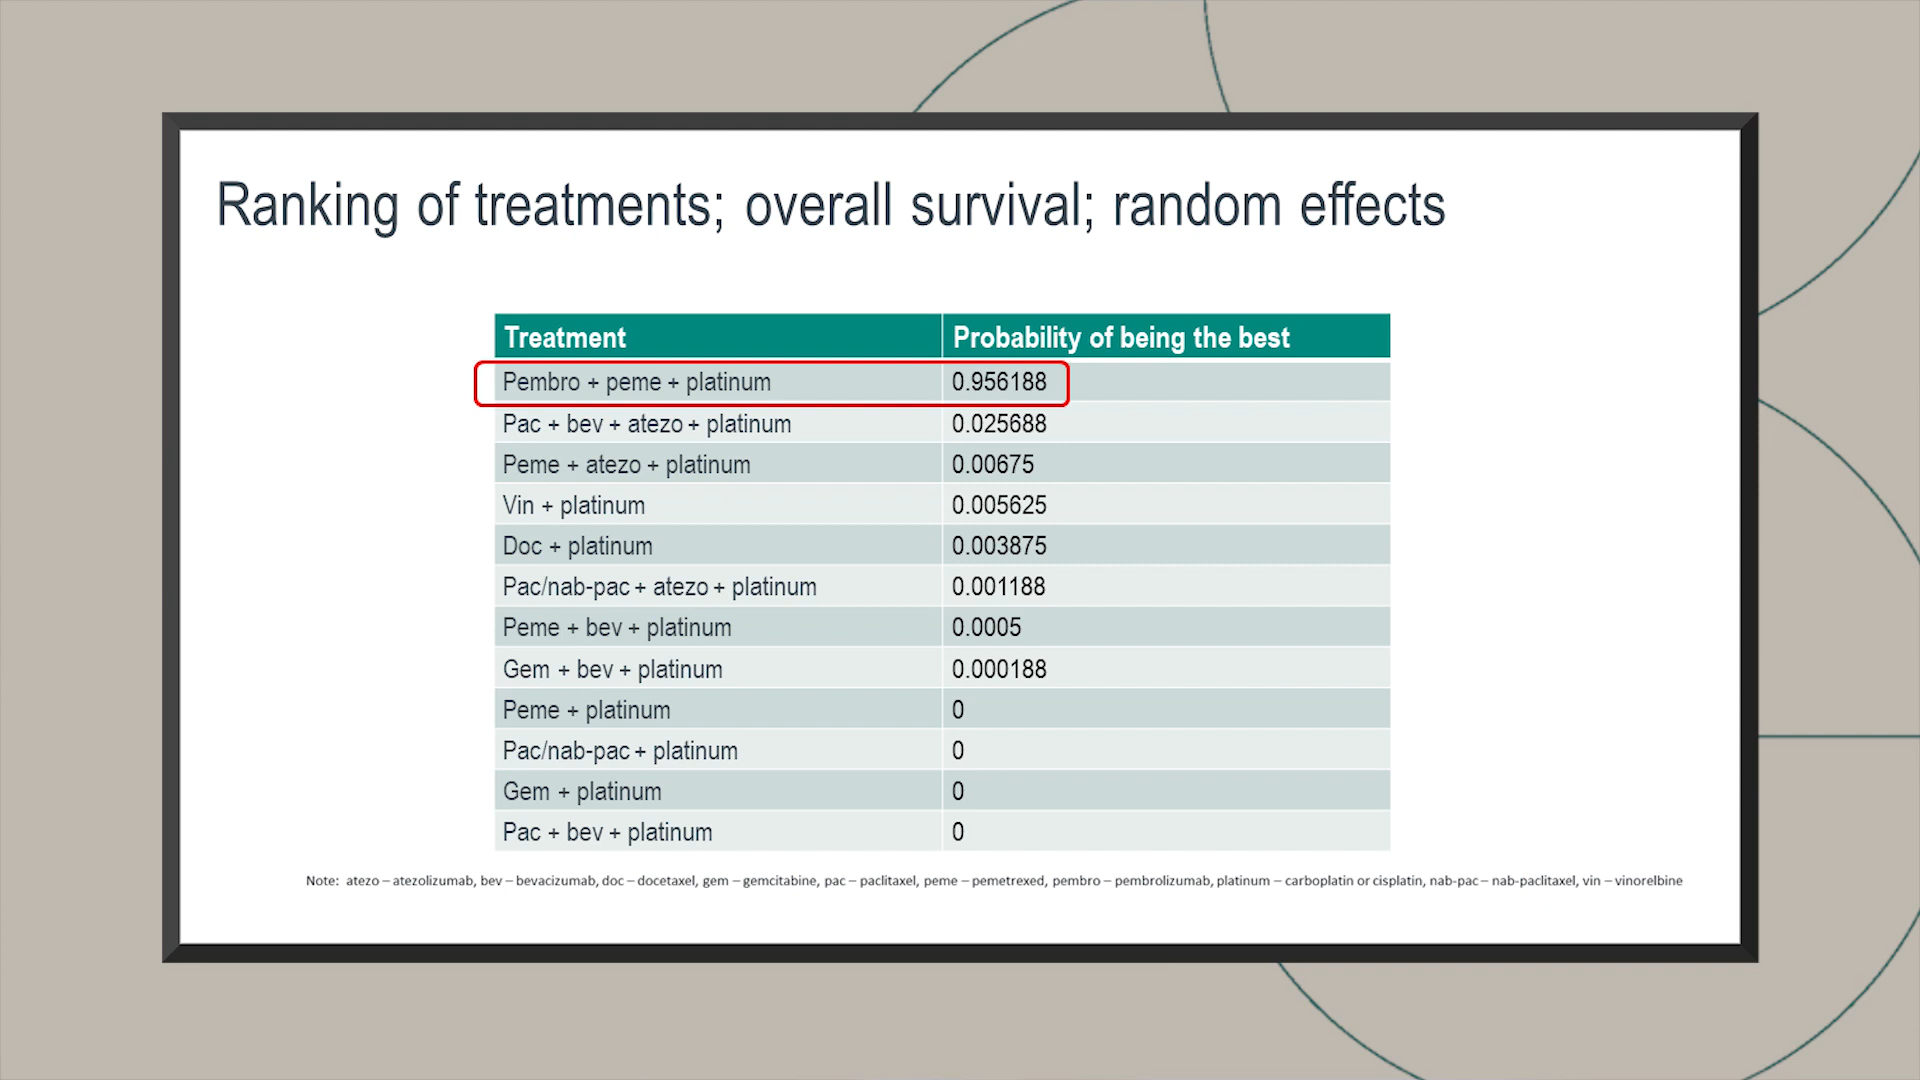 Ranking of treatments; overall survival; random effects
Treatment Probability of being the best
Pembro + peme + platinum 0.956188
Pac + bev + atezo + platinum 0.025688
Peme + atezo + platinum 0.00675
Vin + platinum 0.005625
Doc + platinum 0.003875
Pac/nab-pac + atezo + platinum 0.001188
Peme + bev + platinum 0.0005
Gem + bev + platinum 0.000188
Peme + platinum 0
Pac/nab-pac + platinum 0
Gem + platinum 0
Pac + bev + platinum 0
Note: atezo – atezolizumab, bev – bevacizumab, doc – docetaxel, gem – gemcitabine, pac – paclitaxel, peme – pemetrexed, pembro – pembrolizumab, platinum – carboplatin or cisplatin, nab-pac – nab-paclitaxel, vin – vinorelbine